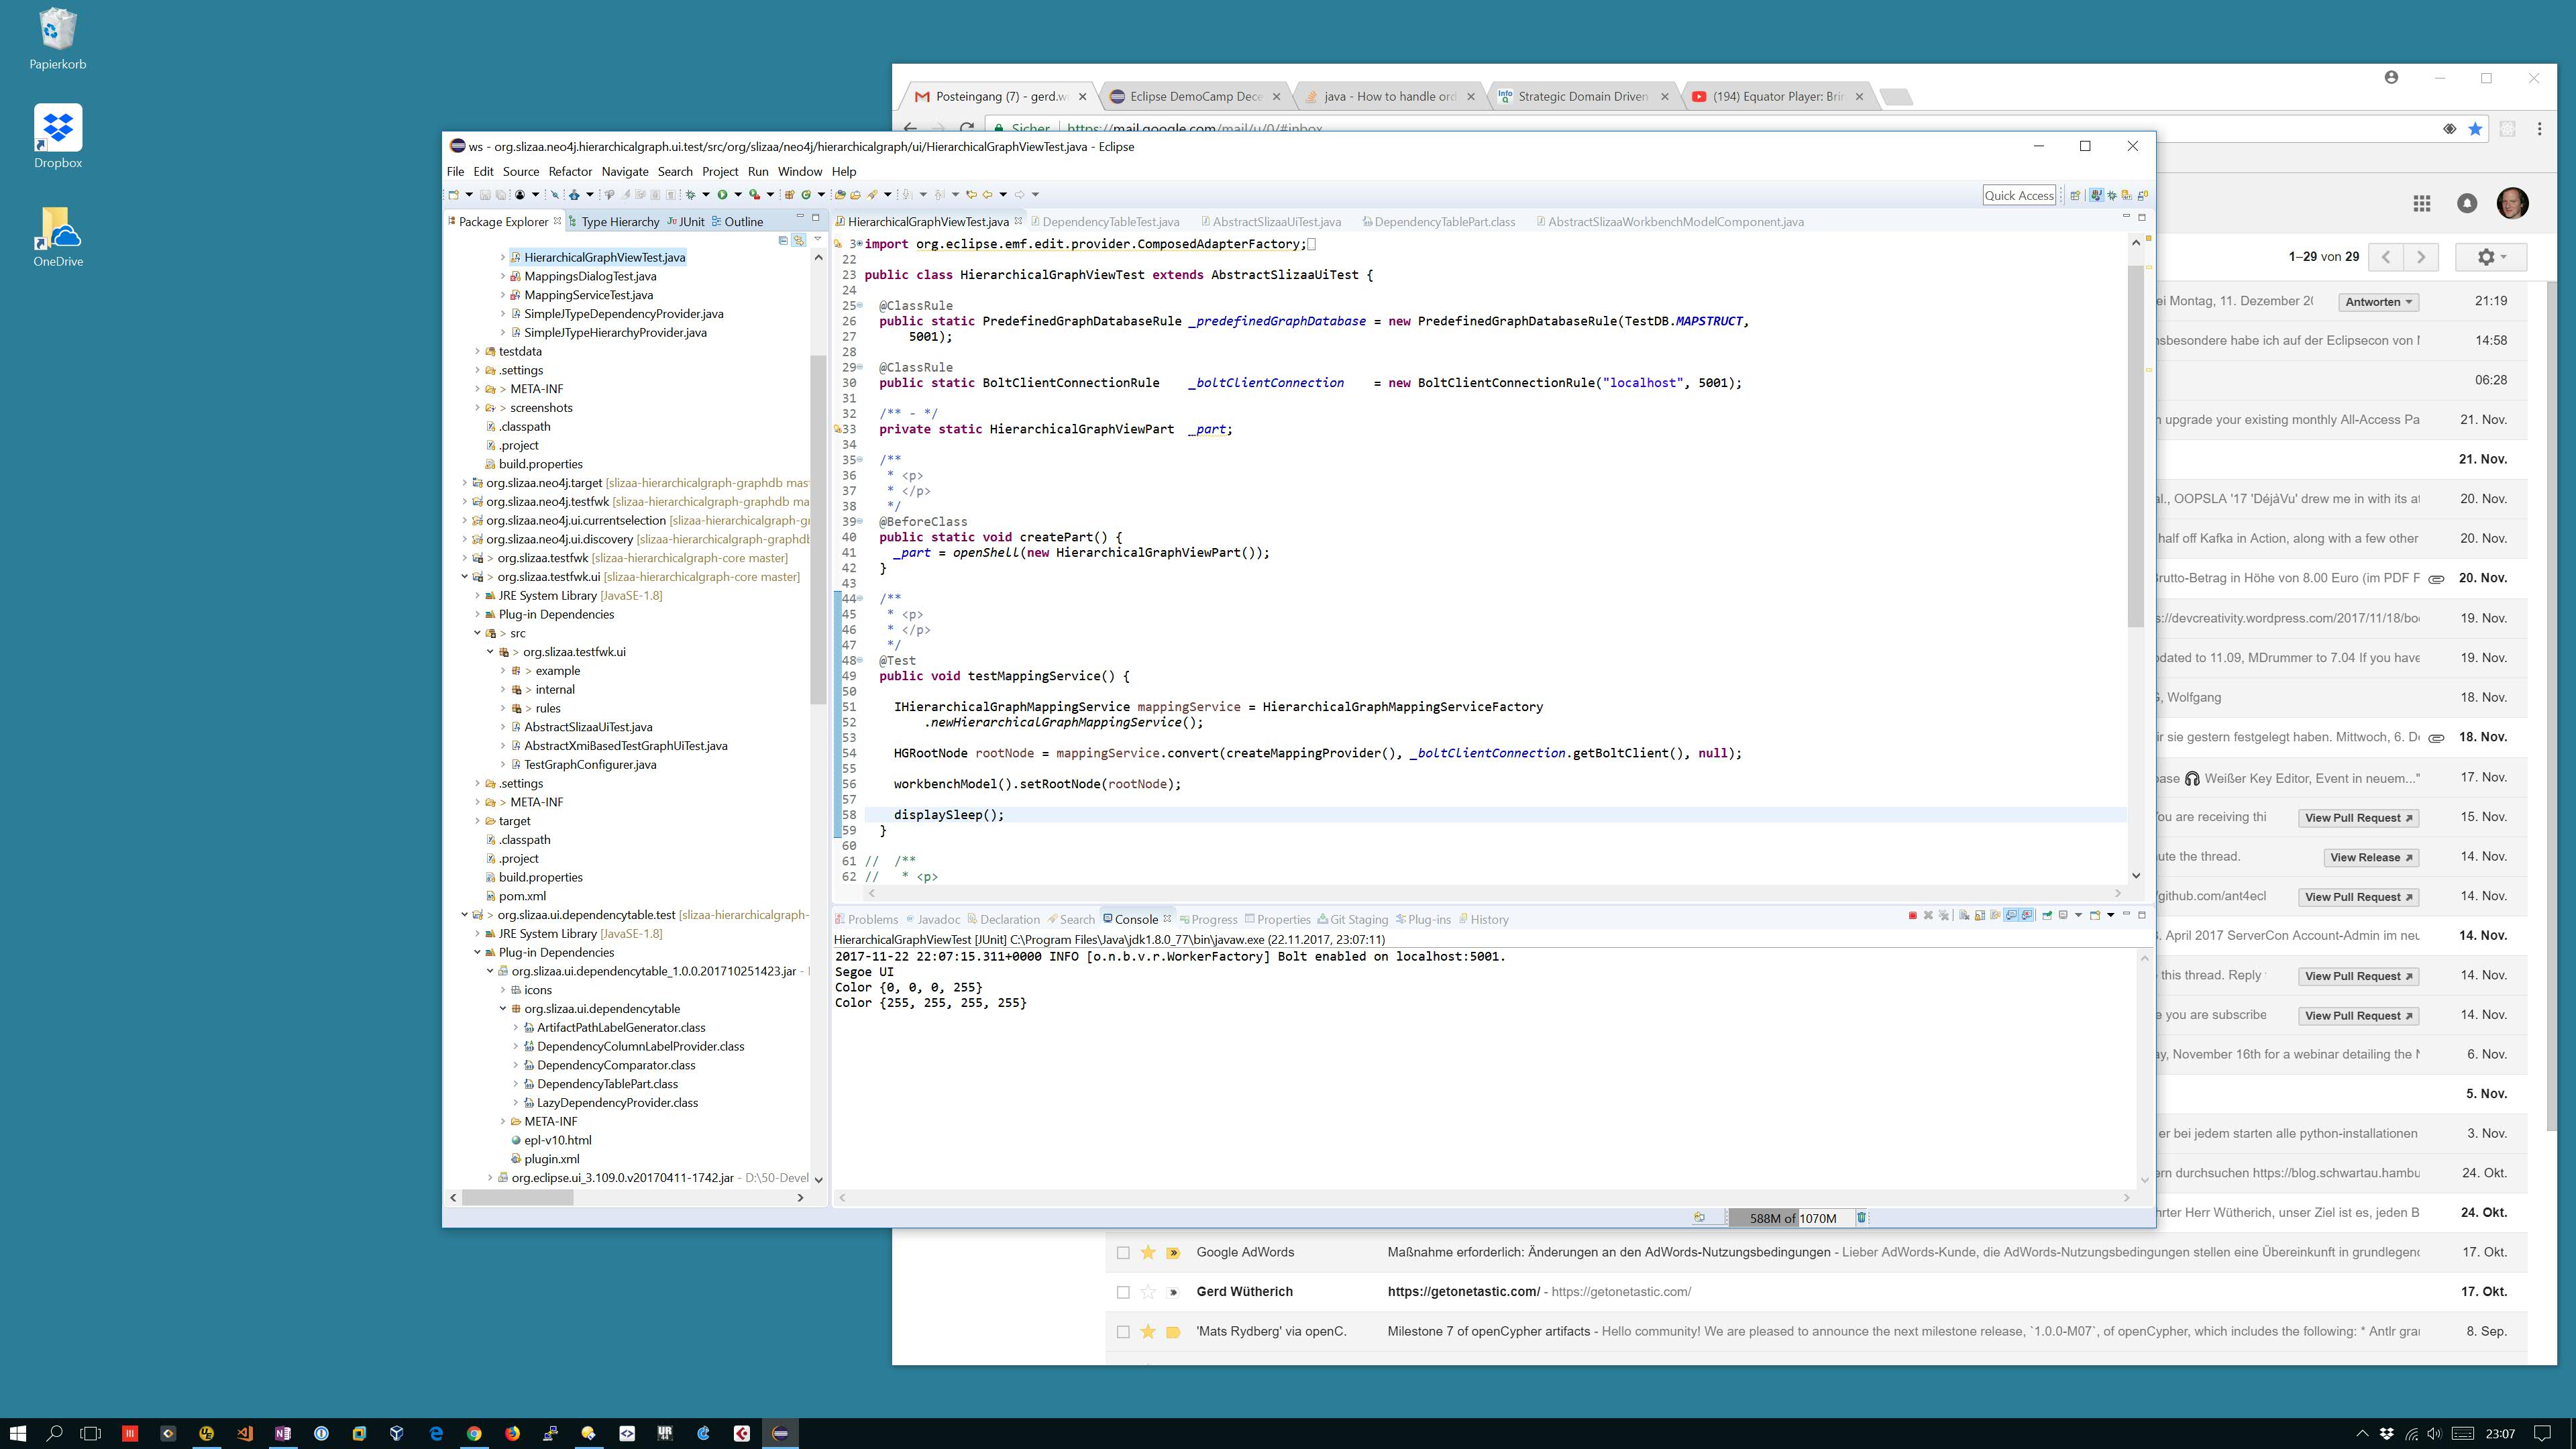 Papierkorb
Dropbox
OneDrive
Posteingang (7) - gerd.w
Eclipse DemoCamp Dece
java - How to handle ord
Strategic Domain Driven
(194) Equator Player: Brin
Sicher
https://mail.google.com/mail/u/0/#inbox
ws - org.slizaa.neo4j.hierarchicalgraph.ui.test/src/org/slizaa/neo4j/hierarchicalgraph/ui/HierarchicalGraphViewTest.java - Eclipse
File Edit Source Refactor Navigate Search Project Run Window Help
Quick Access
Package Explorer Type Hierarchy JUnit Outline
HierarchicalGraphViewTest.java
MappingsDialogTest.java
MappingServiceTest.java
SimpleJTypeDependencyProvider.java
SimpleJTypeHierarchyProvider.java
testdata
.settings
> META-INF
> screenshots
.classpath
.project
build.properties
org.slizaa.neo4j.target [slizaa-hierarchicalgraph-graphdb mas
org.slizaa.neo4j.testfwk [slizaa-hierarchicalgraph-graphdb ma
org.slizaa.neo4j.ui.currentselection [slizaa-hierarchicalgraph-g
org.slizaa.neo4j.ui.discovery [slizaa-hierarchicalgraph-graphdb
> org.slizaa.testfwk [slizaa-hierarchicalgraph-core master]
> org.slizaa.testfwk.ui [slizaa-hierarchicalgraph-core master]
JRE System Library [JavaSE-1.8]
Plug-in Dependencies
> src
> org.slizaa.testfwk.ui
> example
> internal
> rules
AbstractSlizaaUiTest.java
AbstractXmiBasedTestGraphUiTest.java
TestGraphConfigurer.java
.settings
> META-INF
target
.classpath
.project
build.properties
pom.xml
> org.slizaa.ui.dependencytable.test [slizaa-hierarchicalgraph-
JRE System Library [JavaSE-1.8]
Plug-in Dependencies
org.slizaa.ui.dependencytable_1.0.0.201710251423.jar -
icons
org.slizaa.ui.dependencytable
ArtifactPathLabelGenerator.class
DependencyColumnLabelProvider.class
DependencyComparator.class
DependencyTablePart.class
LazyDependencyProvider.class
META-INF
epl-v10.html
plugin.xml
org.eclipse.ui_3.109.0.v20170411-1742.jar - D:\50-Devel
HierarchicalGraphViewTest.java DependencyTableTest.java AbstractSlizaaUiTest.java DependencyTablePart.class AbstractSlizaaWorkbenchModelComponent.java
3 import org.eclipse.emf.edit.provider.ComposedAdapterFactory;
22
23 public class HierarchicalGraphViewTest extends AbstractSlizaaUiTest {
24
25 @ClassRule
26 public static PredefinedGraphDatabaseRule _predefinedGraphDatabase = new PredefinedGraphDatabaseRule(TestDB.MAPSTRUCT,
27 5001);
28
29 @ClassRule
30 public static BoltClientConnectionRule _boltClientConnection = new BoltClientConnectionRule("localhost", 5001);
31
32 /** - */
33 private static HierarchicalGraphViewPart _part;
34
35 /**
36 * <p>
37 * </p>
38 */
39 @BeforeClass
40 public static void createPart() {
41 _part = openShell(new HierarchicalGraphViewPart());
42 }
43
44 /**
45 * <p>
46 * </p>
47 */
48 @Test
49 public void testMappingService() {
50
51 IHierarchicalGraphMappingService mappingService = HierarchicalGraphMappingServiceFactory
52 .newHierarchicalGraphMappingService();
53
54 HGRootNode rootNode = mappingService.convert(createMappingProvider(), _boltClientConnection.getBoltClient(), null);
55
56 workbenchModel().setRootNode(rootNode);
57
58 displaySleep();
59 }
60
61 // /**
62 // * <p>
Problems Javadoc Declaration Search Console Progress Properties Git Staging Plug-ins History
HierarchicalGraphViewTest [JUnit] C:\Program Files\Java\jdk1.8.0_77\bin\javaw.exe (22.11.2017, 23:07:11)
2017-11-22 22:07:15.311+0000 INFO [o.n.b.v.r.WorkerFactory] Bolt enabled on localhost:5001.
Segoe UI
Color {0, 0, 0, 255}
Color {255, 255, 255, 255}
588M of 1070M
1–29 von 29
ei Montag, 11. Dezember 20 Antworten 21:19
nsbesondere habe ich auf der Eclipsecon von 14:58
06:28
n upgrade your existing monthly All-Access Pa 21. Nov.
21. Nov.
al., OOPSLA '17 'DéjàVu' drew me in with its a 20. Nov.
half off Kafka in Action, along with a few other 20. Nov.
Brutto-Betrag in Höhe von 8.00 Euro (im PDF F 20. Nov.
s://devcreativity.wordpress.com/2017/11/18/bo 19. Nov.
pdated to 11.09, MDrummer to 7.04 If you have 19. Nov.
, Wolfgang 18. Nov.
ir sie gestern festgelegt haben. Mittwoch, 6. D 18. Nov.
ase 🎧 Weißer Key Editor, Event in neuem..." 17. Nov.
You are receiving thi View Pull Request 15. Nov.
ute the thread. View Release 14. Nov.
/github.com/ant4ecl View Pull Request 14. Nov.
. April 2017 ServerCon Account-Admin im neu 14. Nov.
this thread. Reply View Pull Request 14. Nov.
e you are subscribe View Pull Request 14. Nov.
ay, November 16th for a webinar detailing the 6. Nov.
5. Nov.
er bei jedem starten alle python-installationen 3. Nov.
ern durchsuchen https://blog.schwartau.hambu 24. Okt.
hrter Herr Wütherich, unser Ziel ist es, jeden B 24. Okt.
Google AdWords Maßnahme erforderlich: Änderungen an den AdWords-Nutzungsbedingungen - Lieber AdWords-Kunde, die AdWords-Nutzungsbedingungen stellen eine Übereinkunft in grundlegen 17. Okt.
Gerd Wütherich https://getonetastic.com/ - https://getonetastic.com/ 17. Okt.
'Mats Rydberg' via openC. Milestone 7 of openCypher artifacts - Hello community! We are pleased to announce the next milestone release, `1.0.0-M07`, of openCypher, which includes the following: * Antlr gra 8. Sep.
UR
44
23:07